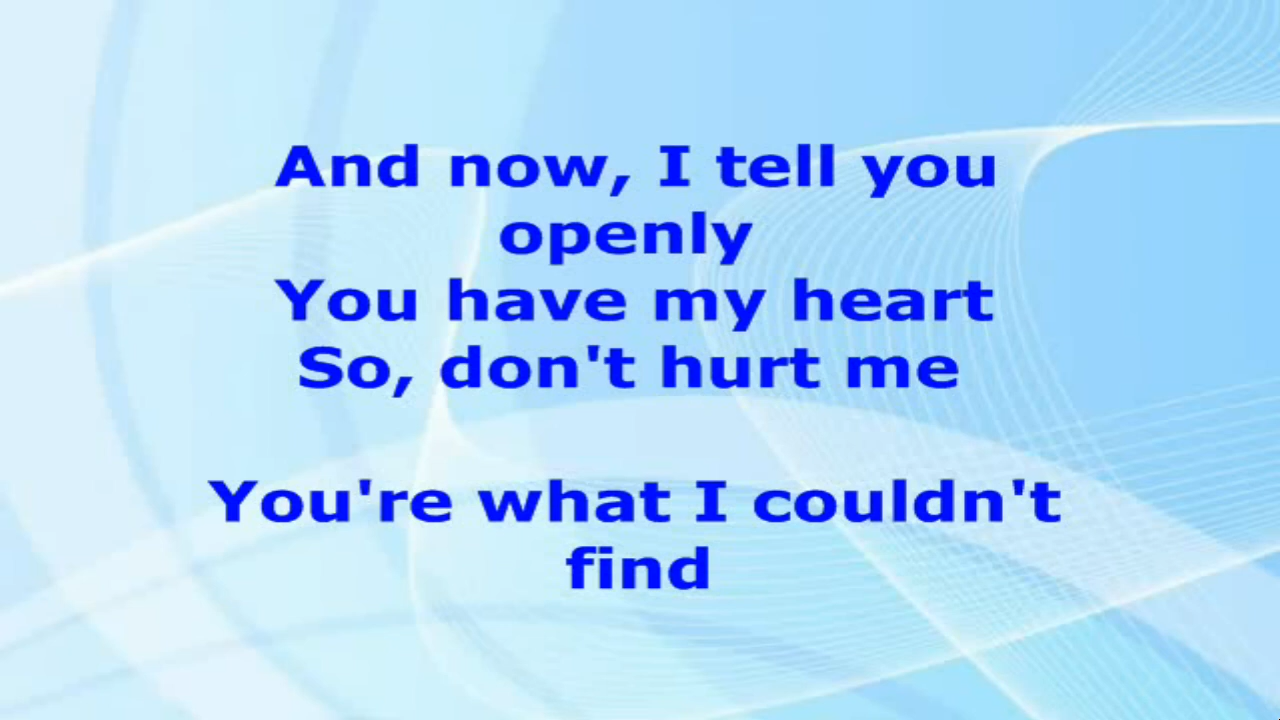 And now, I tell you
openly
You have my heart
So, don't hurt me
You're what I couldn't
find